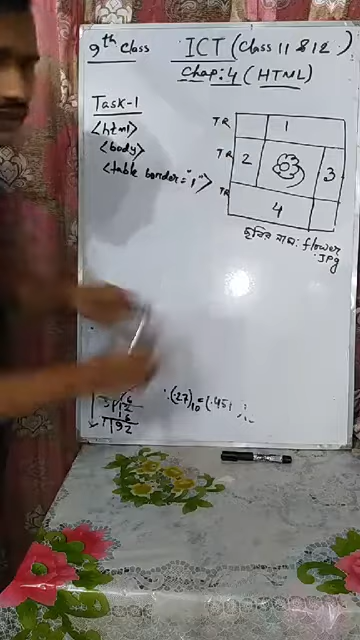 9th Class
ICT (Class 11 & 12)
Chap: 4 (HTML)
Task-1
<html>
<body>
<table border="1">
TR
TR
TR
1
2
3
4
ছবির নাম: flower
.jpg
∴(.27)10 = (.451